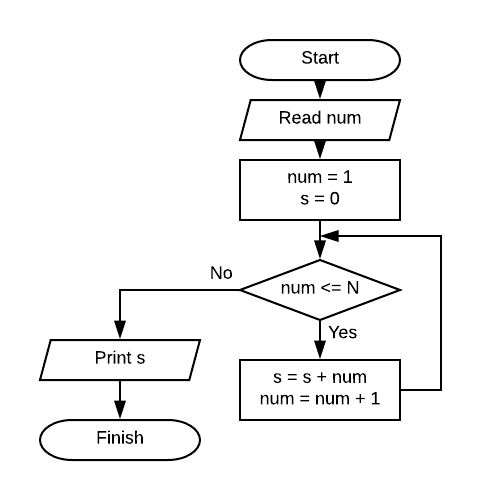 Start
Read num
num = 1
s = 0
num <= N
No
Yes
s = s + num
num = num + 1
Print s
Finish